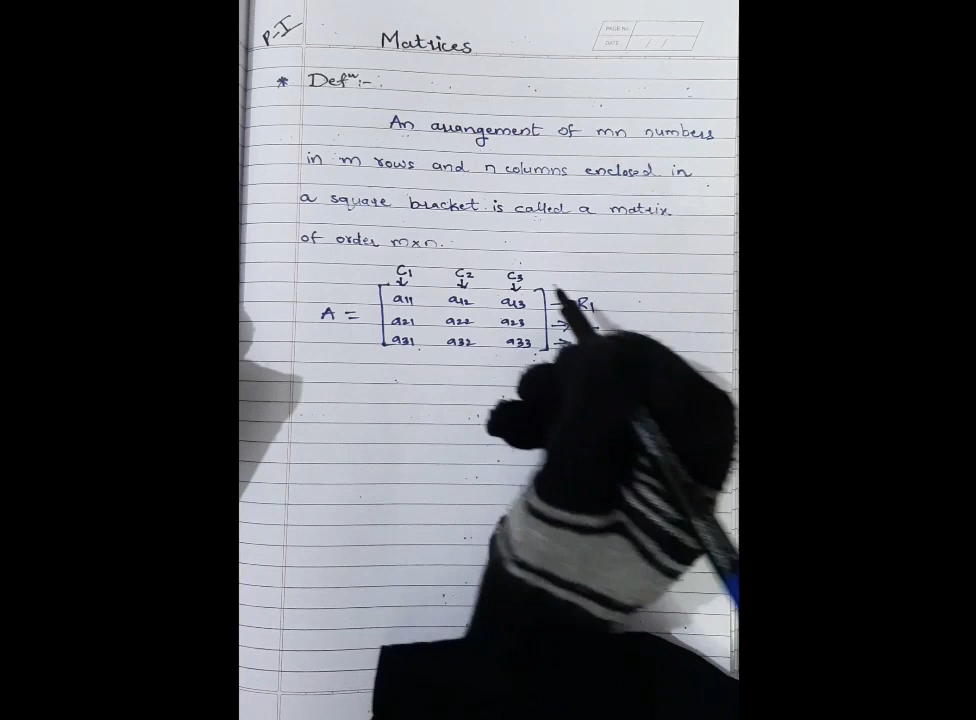 P-I
Matrices
PAGE NO.
DATE / /
* Defⁿ:-
An arrangement of mn numbers
in m rows and n columns enclosed in
a square bracket is called a matrix
of order m×n.
C1 C2 C3
↓ ↓ ↓
a11 a12 a13 → R1
A = a21 a22 a23 →
a31 a32 a33 →